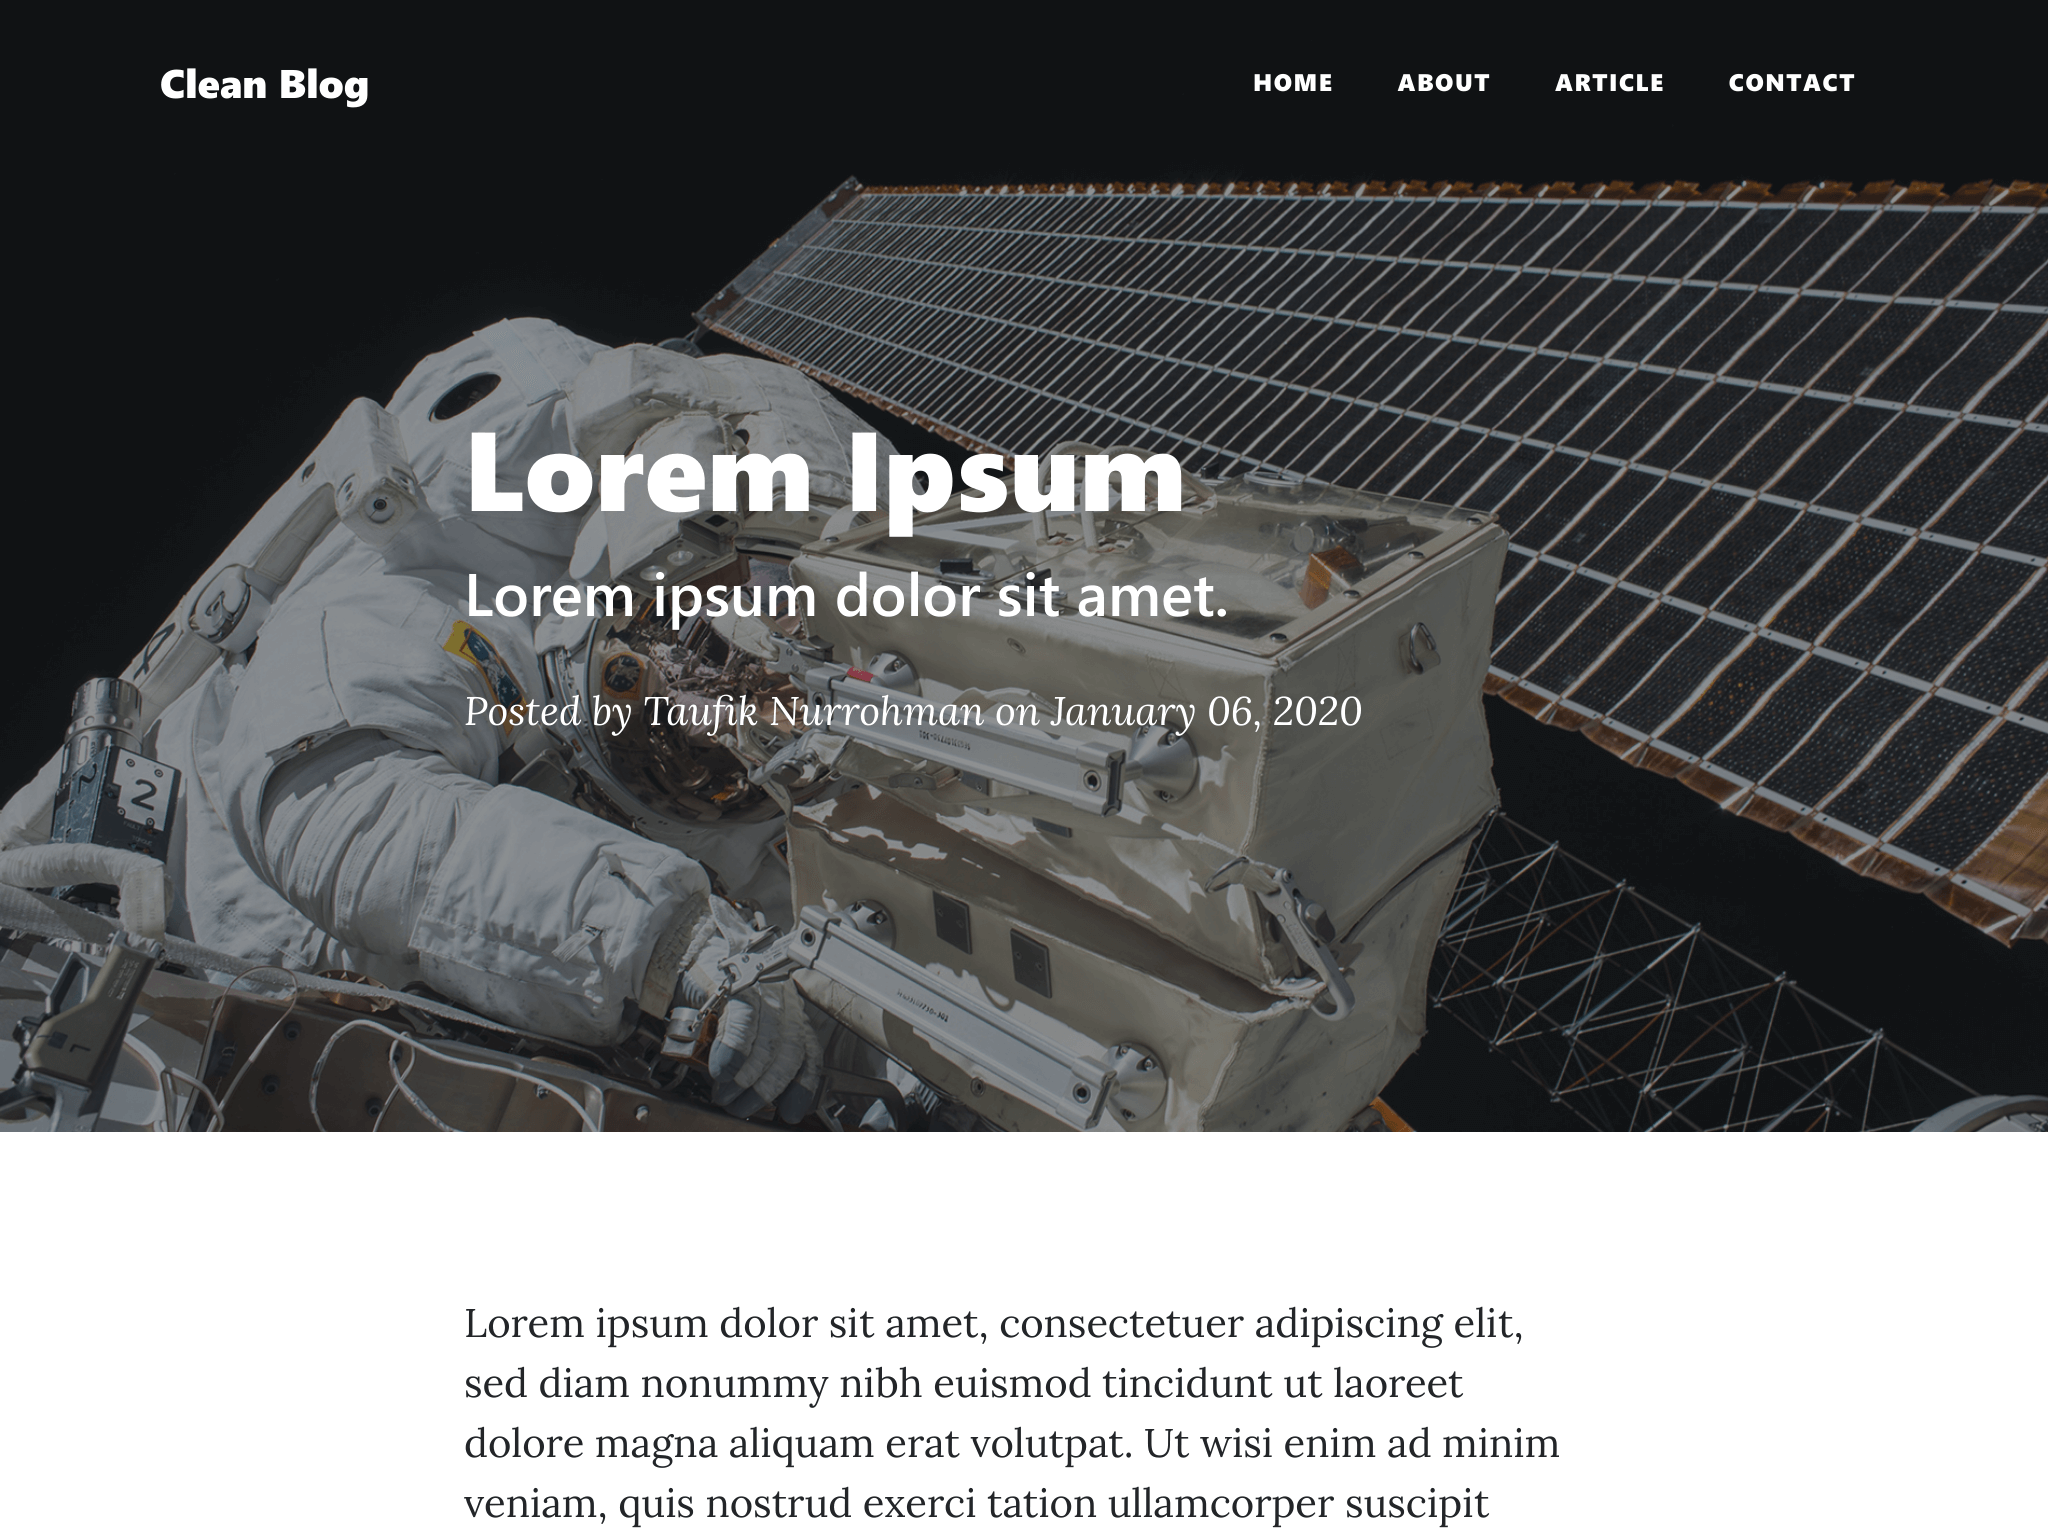 Clean Blog
HOME ABOUT ARTICLE CONTACT
Lorem Ipsum
Lorem ipsum dolor sit amet.
Posted by Taufik Nurrohman on January 06, 2020
2
Lorem ipsum dolor sit amet, consectetuer adipiscing elit,
sed diam nonummy nibh euismod tincidunt ut laoreet
dolore magna aliquam erat volutpat. Ut wisi enim ad minim
veniam, quis nostrud exerci tation ullamcorper suscipit